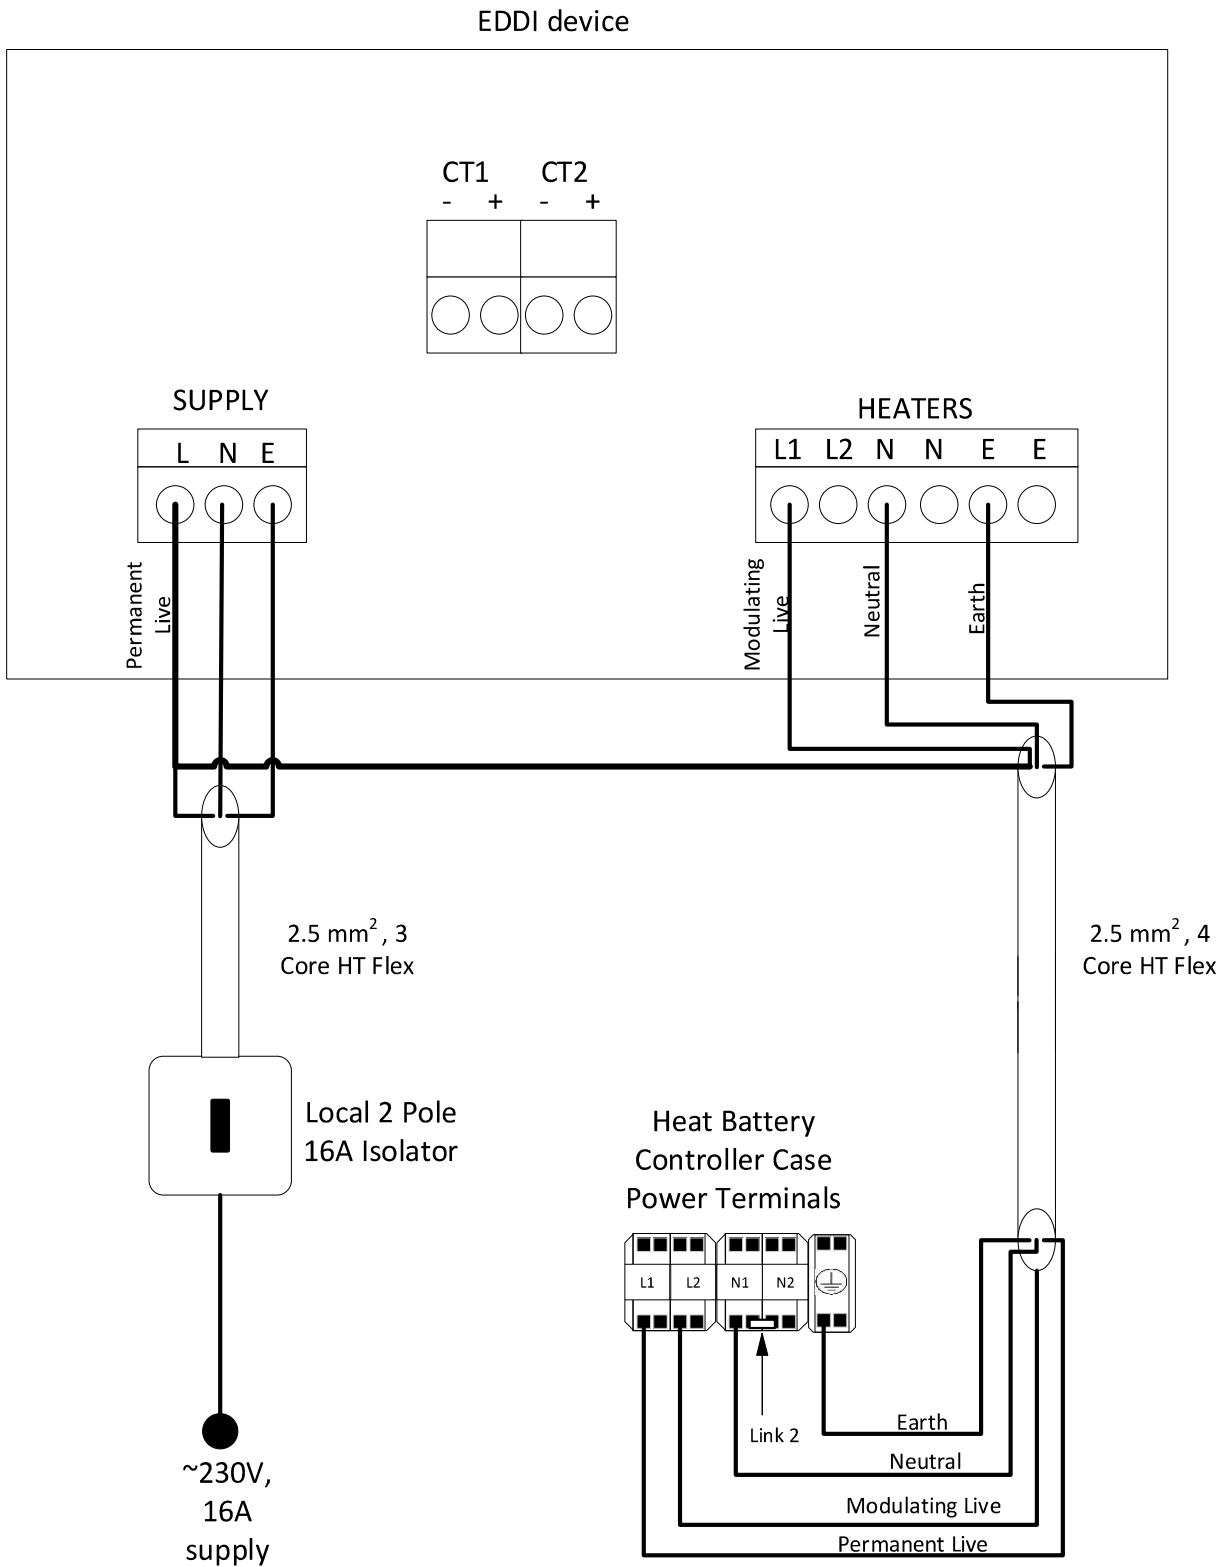 EDDI device
CT1 CT2
- + - +
SUPPLY
L N E
HEATERS
L1 L2 N N E E
Permanent
Live
Modulating
Live
Neutral
Earth
2.5 mm², 3
Core HT Flex
2.5 mm², 4
Core HT Flex
Local 2 Pole
16A Isolator
Heat Battery
Controller Case
Power Terminals
L1 L2 N1 N2
Link 2
Earth
Neutral
Modulating Live
Permanent Live
~230V,
16A
supply